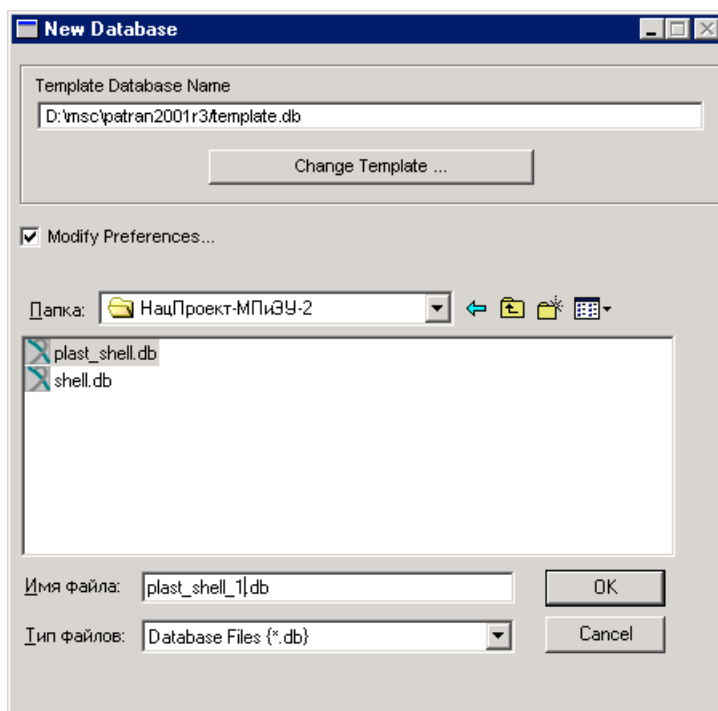 New Database
Template Database Name
D:\msc\patran2001r3/template.db
Change Template ...
Modify Preferences...
Папка: НацПроект-МПиЭУ-2
plast_shell.db
shell.db
Имя файла: plast_shell_1.db OK
Тип файлов: Database Files {*.db} Cancel